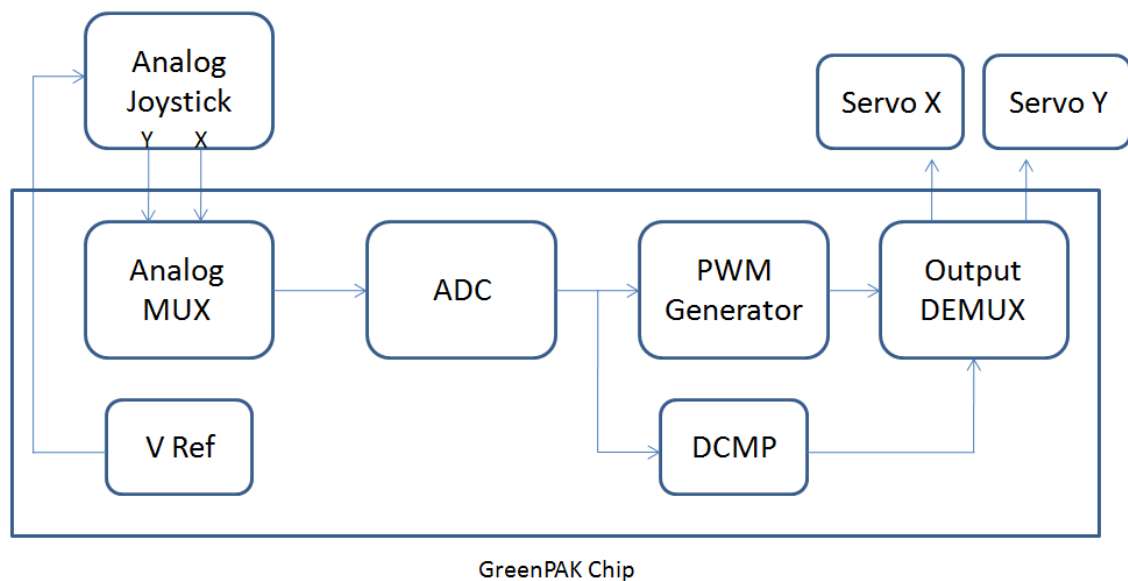 Analog
Joystick
Y X
Servo X
Servo Y
Analog
MUX
ADC
PWM
Generator
Output
DEMUX
V Ref
DCMP
GreenPAK Chip